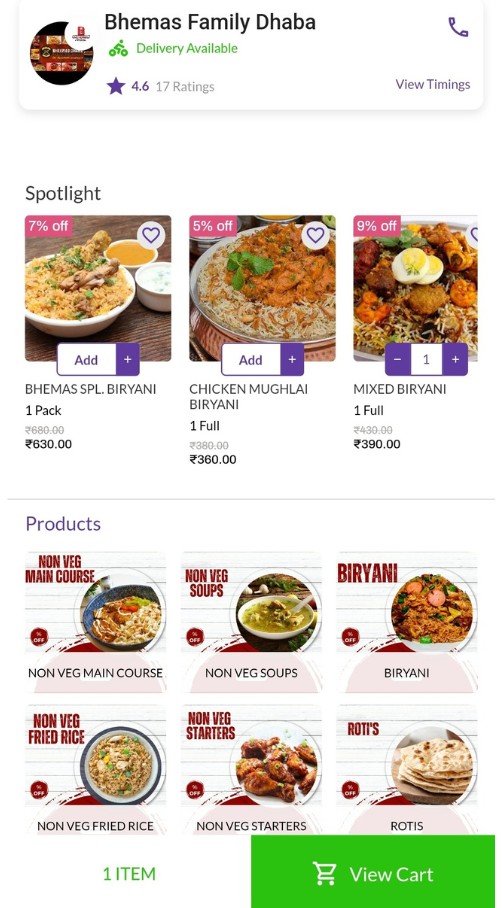 Bhemas Family Dhaba
Delivery Available
4.6 17 Ratings
View Timings
Spotlight
7% off
5% off
9% off
Add +
Add +
− 1 +
BHEMAS SPL. BIRYANI
1 Pack
₹680.00
₹630.00
CHICKEN MUGHLAI
BIRYANI
1 Full
₹380.00
₹360.00
MIXED BIRYANI
1 Full
₹430.00
₹390.00
Products
NON VEG
MAIN COURSE
%
OFF
NON VEG MAIN COURSE
NON VEG
SOUPS
%
OFF
NON VEG SOUPS
BIRYANI
%
OFF
BIRYANI
NON VEG
FRIED RICE
%
OFF
NON VEG FRIED RICE
NON VEG
STARTERS
%
OFF
NON VEG STARTERS
ROTI'S
%
OFF
ROTIS
1 ITEM
View Cart